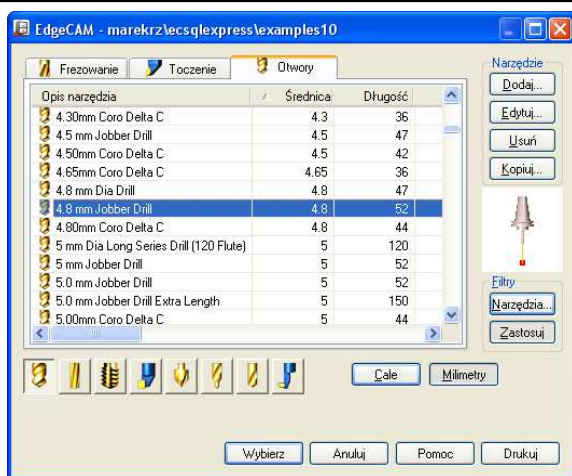 EdgeCAM - marekrz\ecsqlexpress\examples10
Frezowanie Toczenie Otwory
Opis narzędzia Średnica Długość
4.30mm Coro Delta C 4.3 36
4.5 mm Jobber Drill 4.5 47
4.50mm Coro Delta C 4.5 42
4.65mm Coro Delta C 4.65 36
4.8 mm Dia Drill 4.8 47
4.8 mm Jobber Drill 4.8 52
4.80mm Coro Delta C 4.8 44
5 mm Dia Long Series Drill (120 Flute) 5 120
5 mm Jobber Drill 5 52
5.0 mm Jobber Drill 5 52
5.0 mm Jobber Drill Extra Length 5 150
5.00mm Coro Delta C 5 44
Narzędzie
Dodaj...
Edytuj...
Usuń
Kopiuj...
Filtry
Narzędzia...
Zastosuj
Cale Milimetry
Wybierz Anuluj Pomoc Drukuj